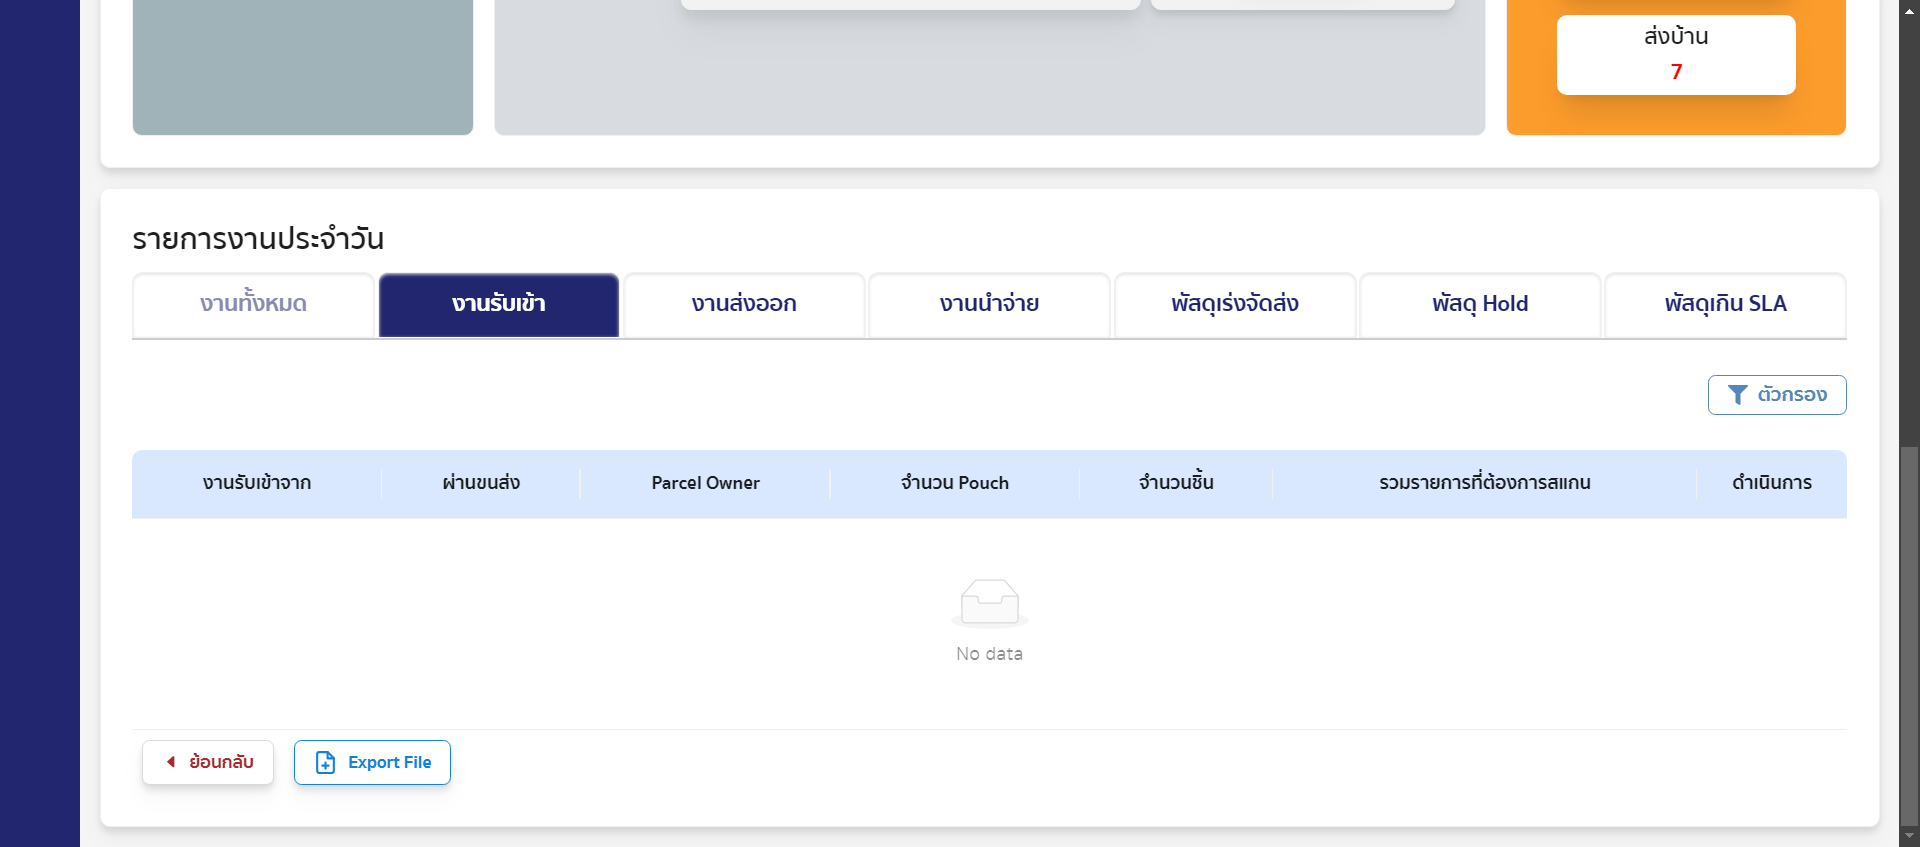 ส่งบ้าน
7
รายการงานประจำวัน
งานทั้งหมด งานรับเข้า งานส่งออก งานนำจ่าย พัสดุเร่งจัดส่ง พัสดุ Hold พัสดุเกิน SLA
ตัวกรอง
งานรับเข้าจาก ผ่านขนส่ง Parcel Owner จำนวน Pouch จำนวนชิ้น รวมรายการที่ต้องการสแกน ดำเนินการ
No data
ย้อนกลับ Export File